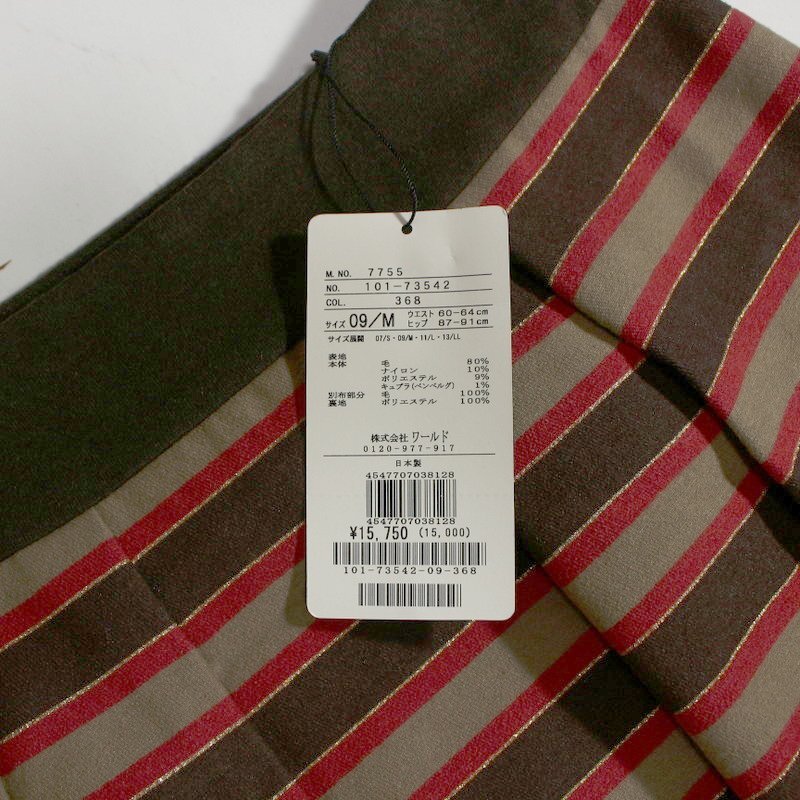 M. NO. 7755
NO. 101-73542
COL. 368
サイズ 09/M ウエスト 60-64cm
ヒップ 87-91cm
サイズ展開 07/S・09/M・11/L・13/LL
表地
本体 毛 80%
ナイロン 10%
ポリエステル 9%
キュプラ(ベンベルグ) 1%
別布部分 毛 100%
裏地 ポリエステル 100%
株式会社 ワールド
0120-977-917
日本製
4547707038128
4547707038128
¥15,750 (15,000)
101-73542-09-368